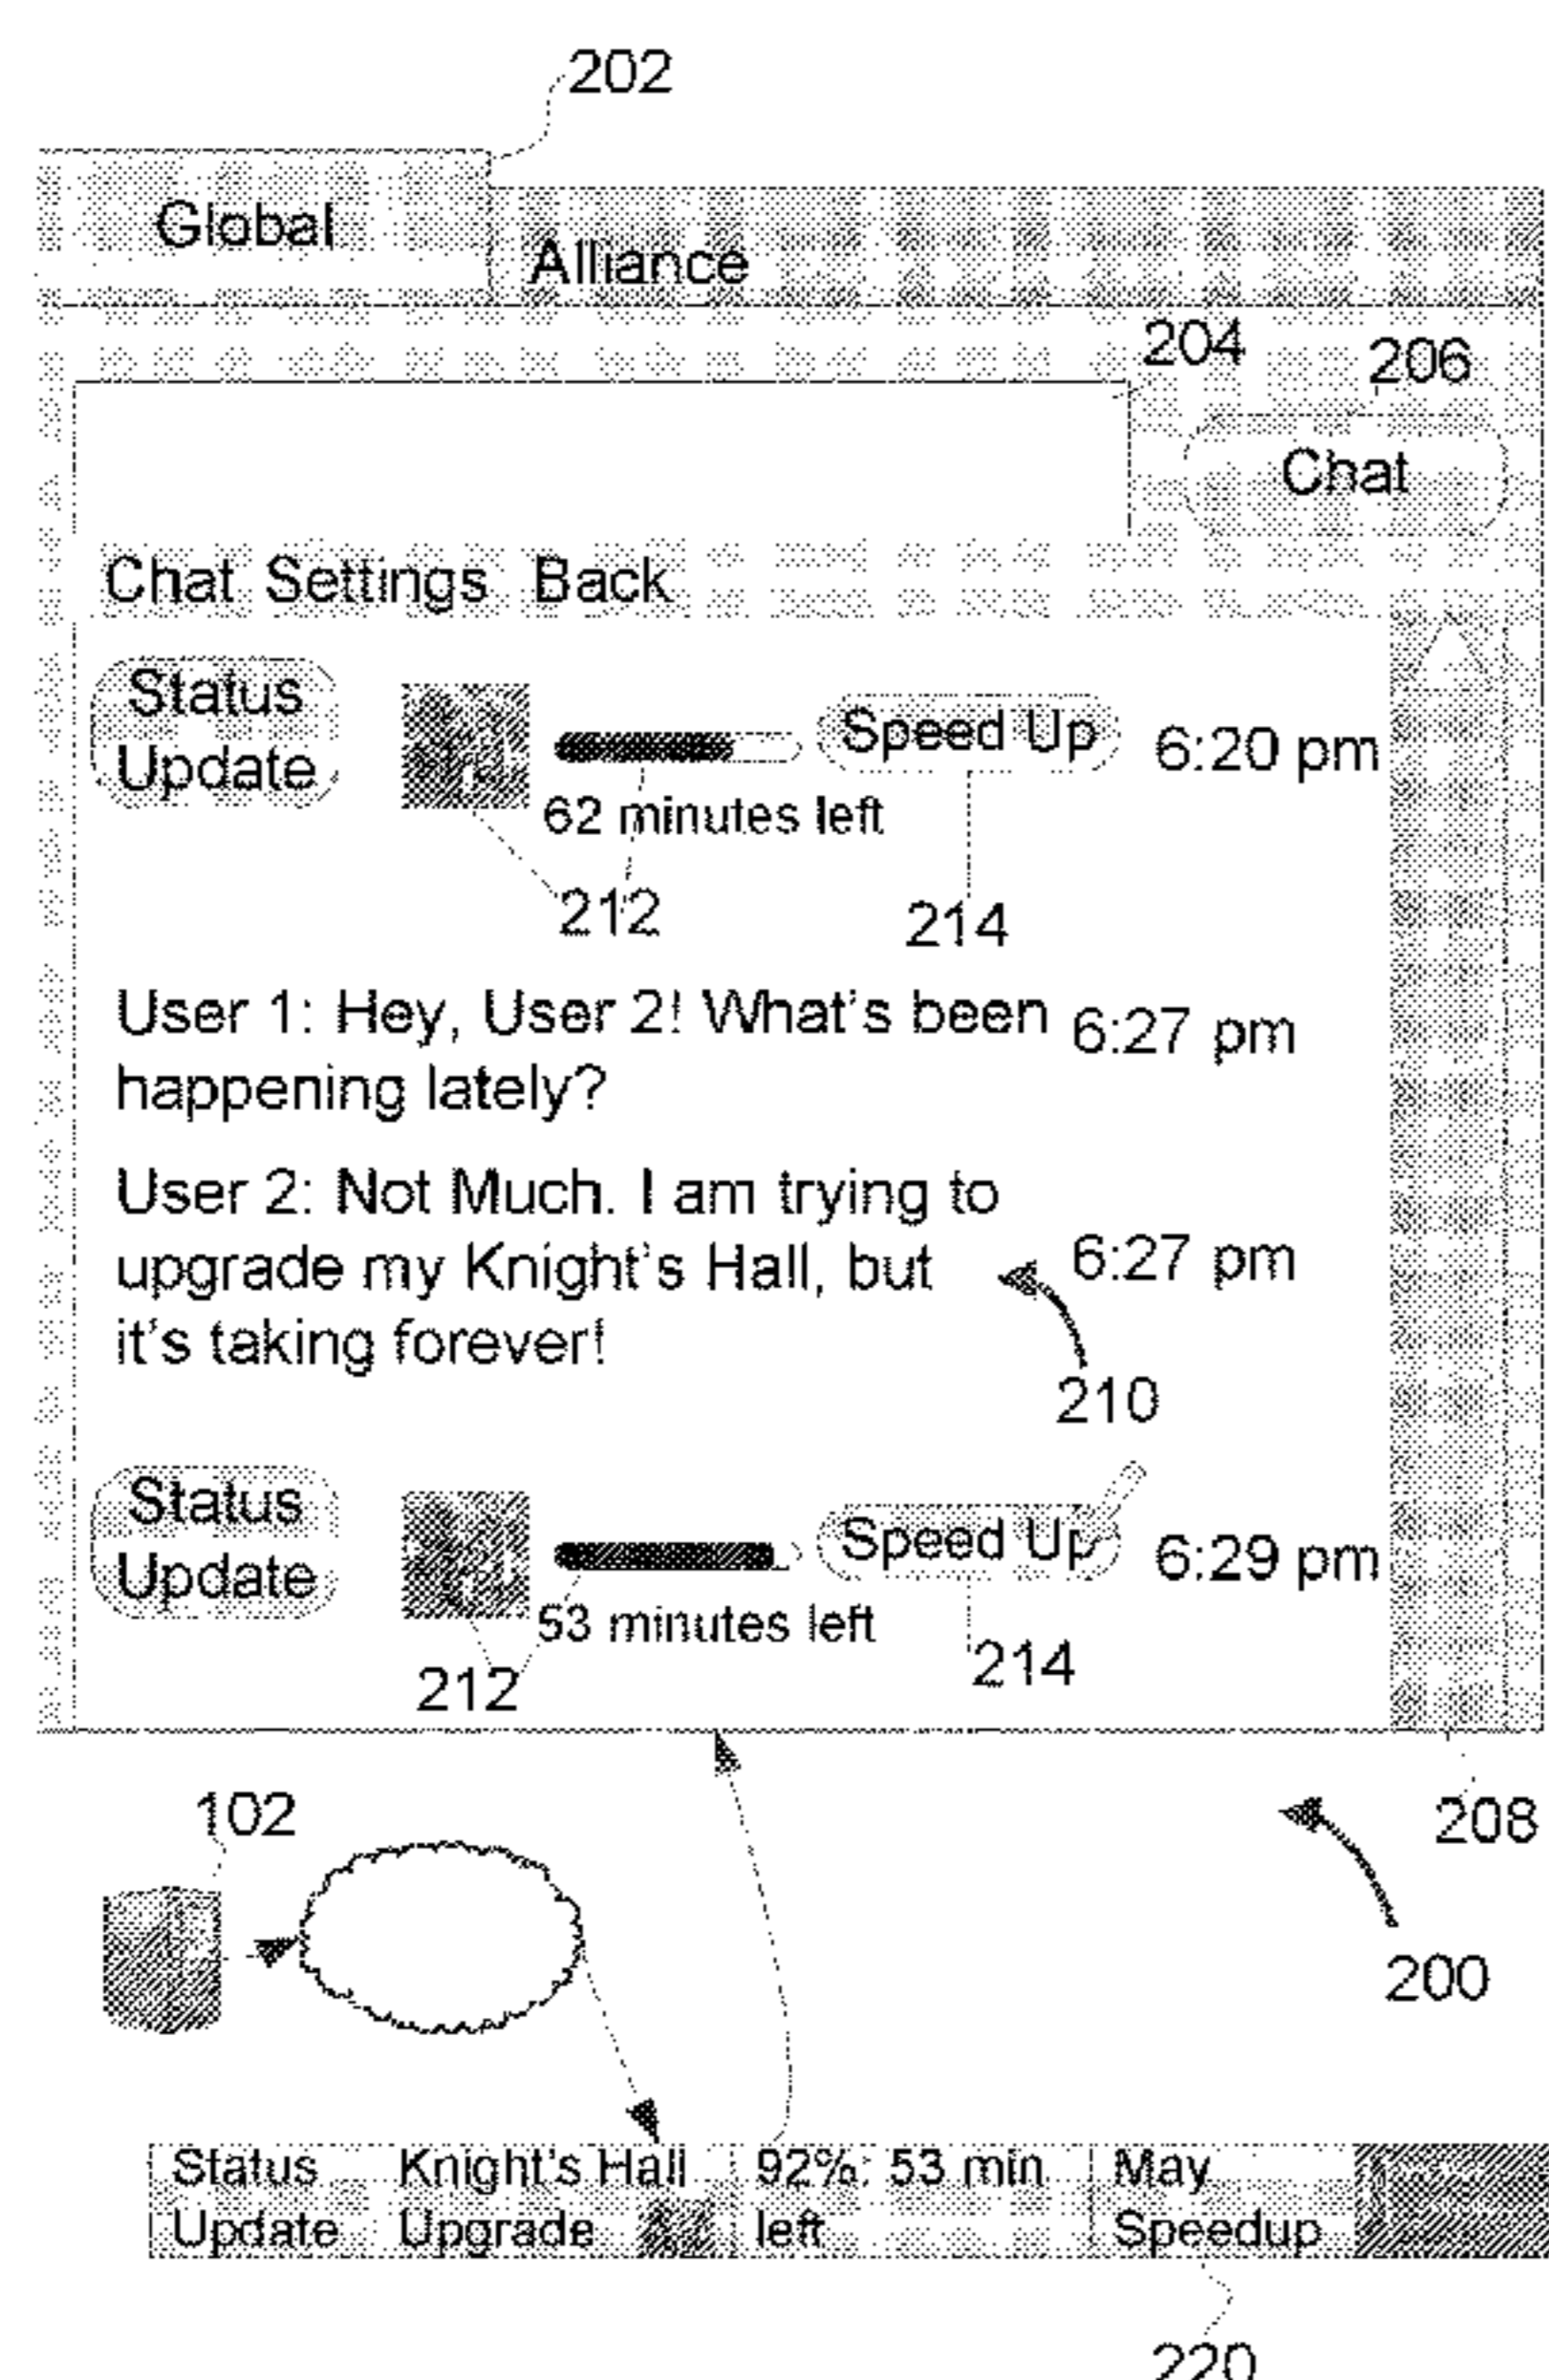 202
Global
Alliance
204
206
Chat
Chat Settings Back
Status
Update
Speed Up
6:20 pm
62 minutes left
212
214
User 1: Hey, User 2! What's been
happening lately?
6:27 pm
User 2: Not Much. I am trying to
upgrade my Knight's Hall, but
it's taking forever!
6:27 pm
210
Status
Update
Speed Up
6:29 pm
53 minutes left
212
214
102
208
200
Status
Update
Knight's Hall
Upgrade
92%: 53 min
left
May
Speedup
220